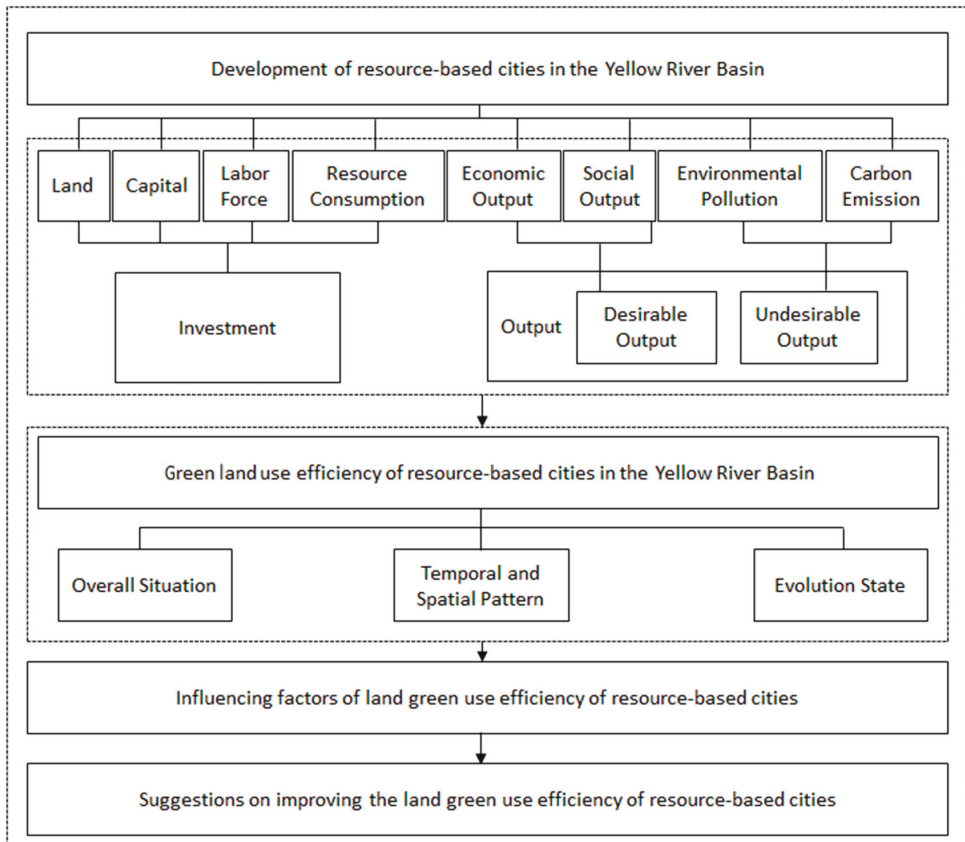 Development of resource-based cities in the Yellow River Basin
Land
Capital
Labor
Force
Resource
Consumption
Economic
Output
Social
Output
Environmental
Pollution
Carbon
Emission
Investment
Output
Desirable
Output
Undesirable
Output
Green land use efficiency of resource-based cities in the Yellow River Basin
Overall Situation
Temporal and
Spatial Pattern
Evolution State
Influencing factors of land green use efficiency of resource-based cities
Suggestions on improving the land green use efficiency of resource-based cities